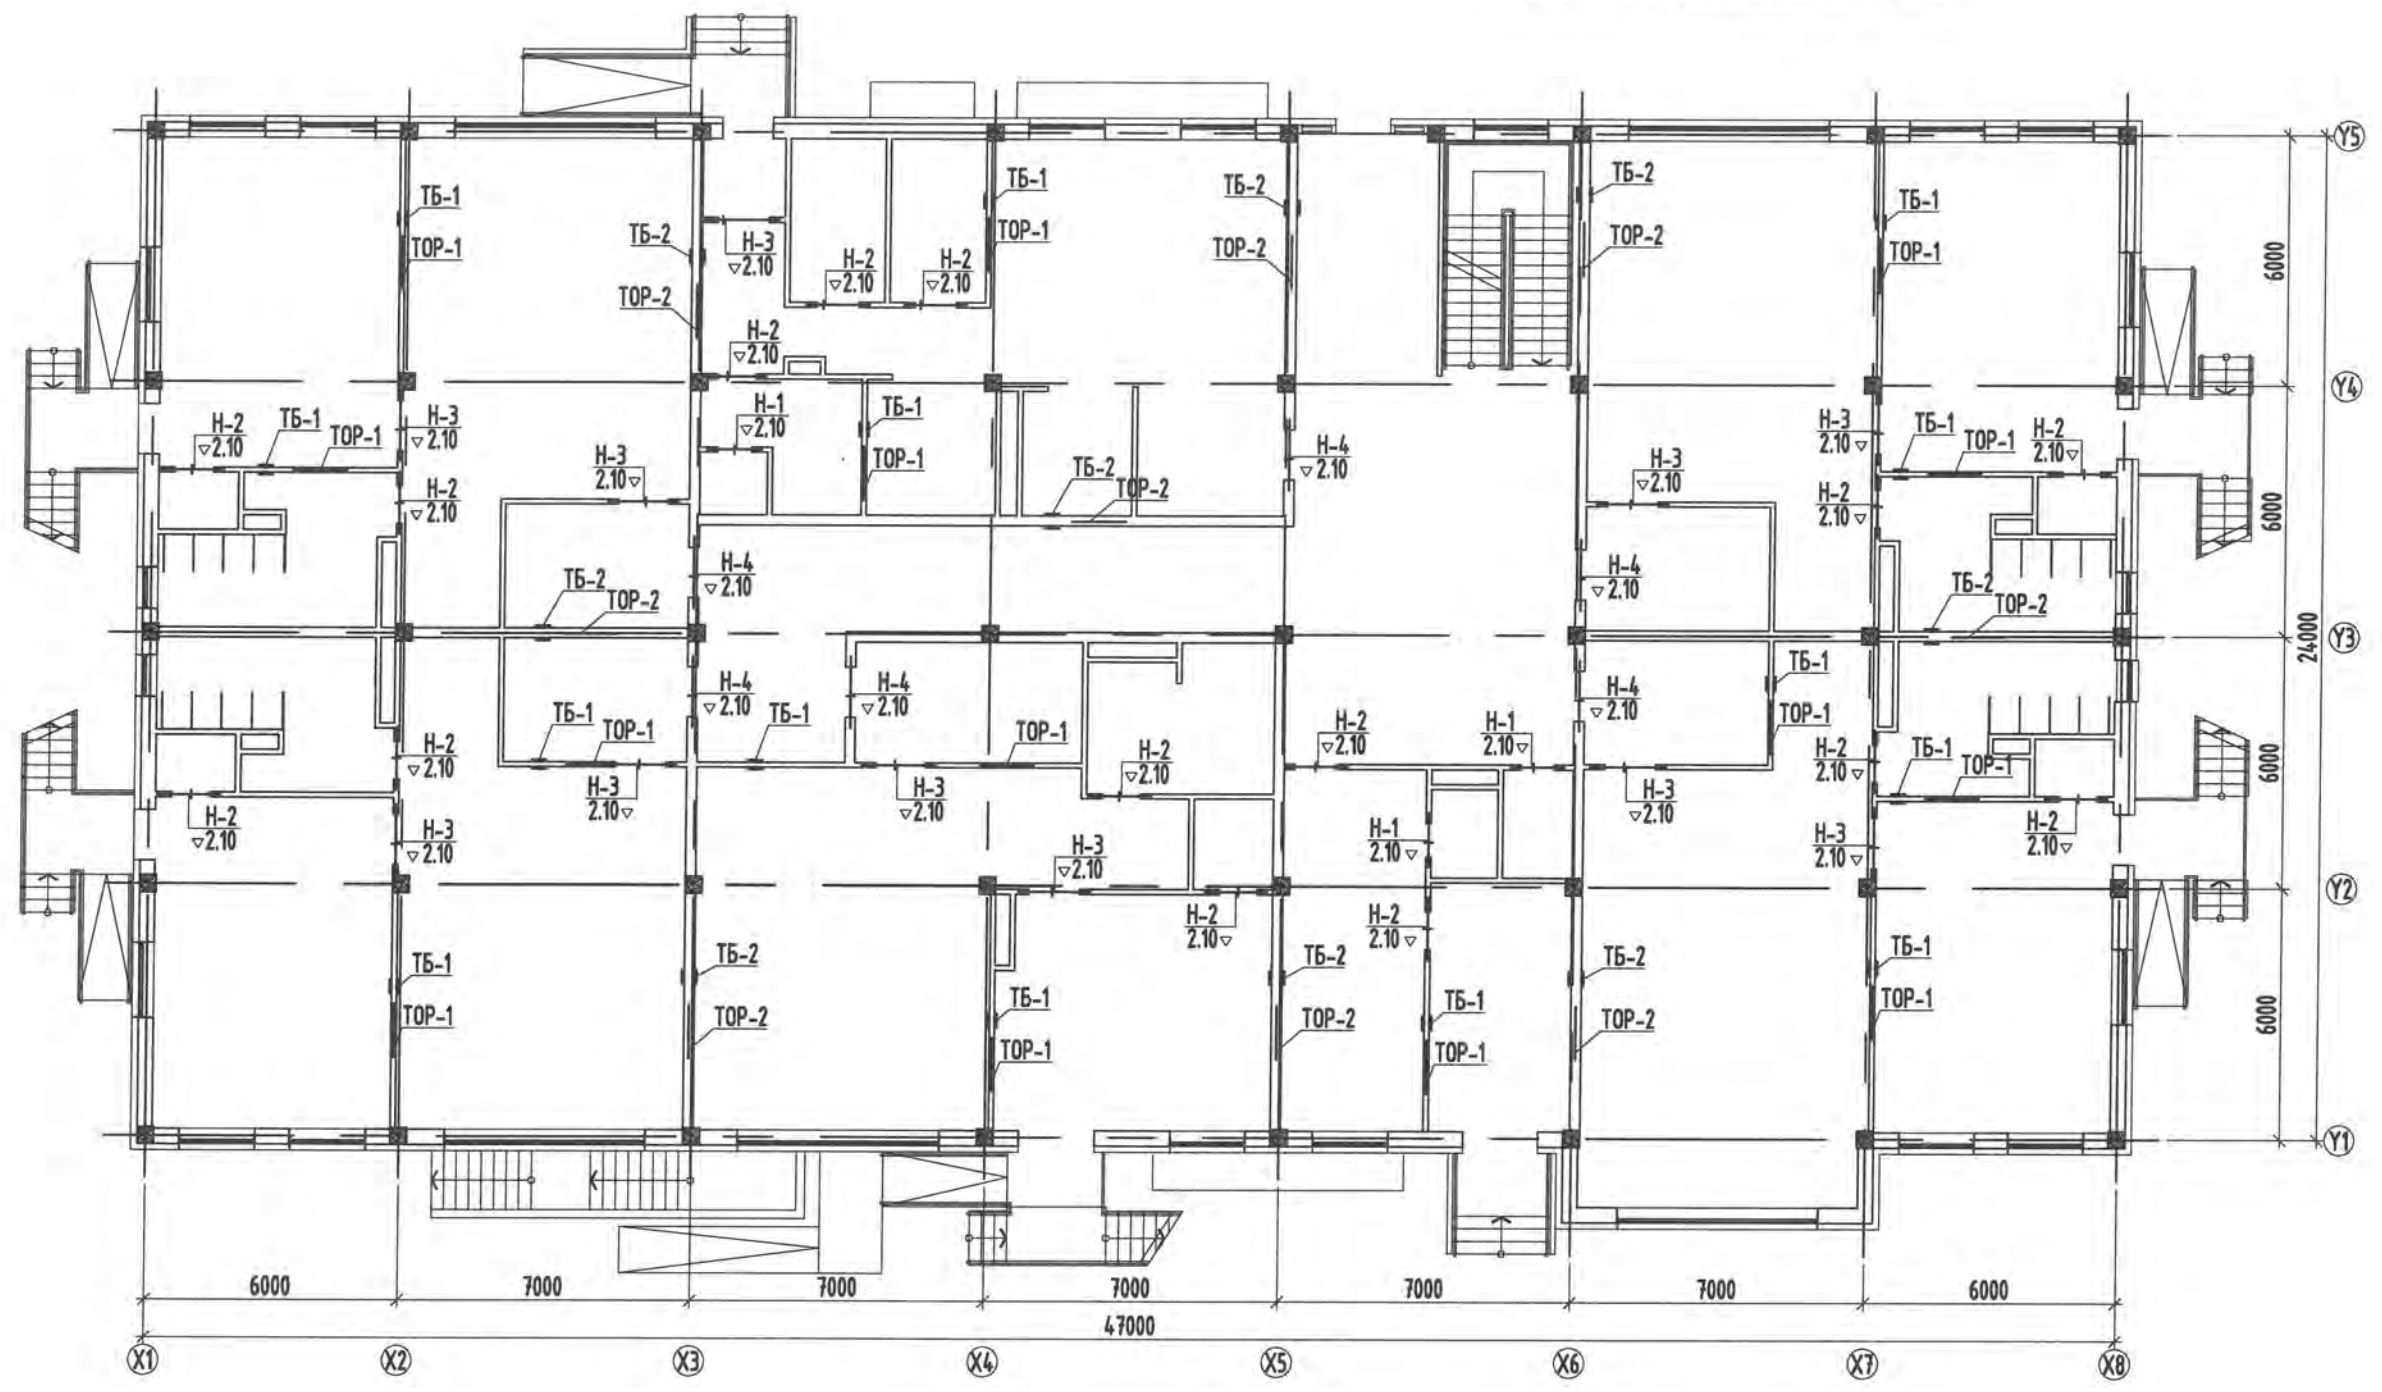 Y5
ТБ-1
ТБ-2
ТБ-2
ТБ-1
ТБ-1
ТБ-2
Н-3
▽2.10
ТОР-1
ТОР-1
ТОР-2
ТОР-2
ТОР-1
6000
Н-2
▽2.10
Н-2
▽2.10
ТОР-2
Н-2
▽2.10
Y4
Н-2
▽2.10
ТБ-1
ТОР-1
Н-3
▽2.10
Н-1
▽2.10
ТБ-1
Н-3
2.10▽
ТБ-1
ТОР-1
Н-2
2.10▽
Н-3
2.10▽
ТОР-1
Н-4
▽2.10
Н-3
2.10▽
ТБ-2
ТОР-2
Н-2
▽2.10
Н-2
2.10▽
6000
ТБ-2
ТОР-2
Н-4
▽2.10
Н-4
▽2.10
ТБ-2
ТОР-2
24000
Y3
Н-4
▽2.10
Н-4
▽2.10
Н-4
▽2.10
ТБ-1
ТБ-1
ТОР-1
ТБ-1
ТОР-1
Н-2
▽2.10
Н-1
2.10▽
ТОР-1
Н-2
▽2.10
Н-2
▽2.10
Н-2
2.10▽
ТБ-1
ТОР-1
6000
Н-3
2.10▽
Н-3
▽2.10
Н-3
▽2.10
Н-2
▽2.10
Н-3
▽2.10
Н-3
▽2.10
Н-1
2.10▽
Н-3
2.10▽
Н-2
2.10▽
Y2
Н-2
2.10▽
Н-2
2.10▽
ТБ-1
ТБ-2
ТБ-2
ТБ-2
ТБ-1
ТБ-1
ТБ-1
ТОР-1
ТОР-2
ТОР-2
ТОР-2
ТОР-1
ТОР-1
ТОР-1
6000
Y1
6000
7000
7000
7000
7000
7000
6000
47000
X1
X2
X3
X4
X5
X6
X7
X8